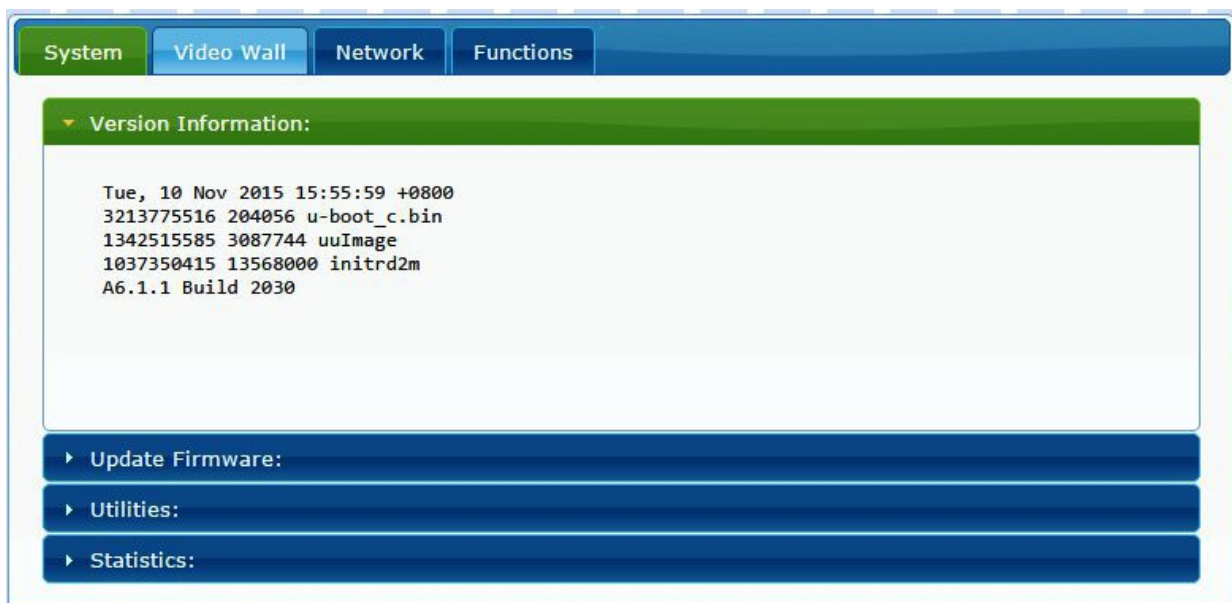 System Video Wall Network Functions
Version Information:
Tue, 10 Nov 2015 15:55:59 +0800
3213775516 204056 u-boot_c.bin
1342515585 3087744 uuImage
1037350415 13568000 initrd2m
A6.1.1 Build 2030
Update Firmware:
Utilities:
Statistics: